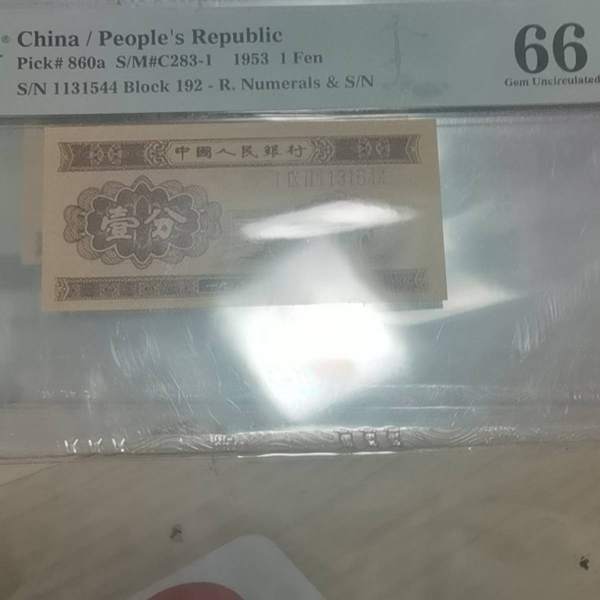 China / People's Republic
Pick# 860a S/M#C283-1 1953 1 Fen
S/N 1131544 Block 192 - R. Numerals & S/N
66
Gem Uncirculated
中國人民銀行
壹分